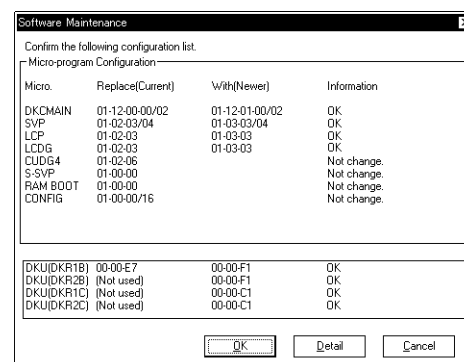 Software Maintenance
Confirm the following configuration list.
Micro-program Configuration
Micro. Replace(Current) With(Newer) Information
DKCMAIN 01-12-00-00/02 01-12-01-00/02 OK
SVP 01-02-03/04 01-03-03/04 OK
LCP 01-02-03 01-03-03 OK
LCDG 01-02-03 01-03-03 OK
CUDG4 01-02-06 Not change.
S-SVP 01-00-00 Not change.
RAM BOOT 01-00-00 Not change.
CONFIG 01-00-00/16 Not change.
DKU(DKR1B) 00-00-E7 00-00-F1 OK
DKU(DKR2B) (Not used) 00-00-F1 OK
DKU(DKR1C) (Not used) 00-00-C1 OK
DKU(DKR2C) (Not used) 00-00-C1 OK
OK Detail Cancel